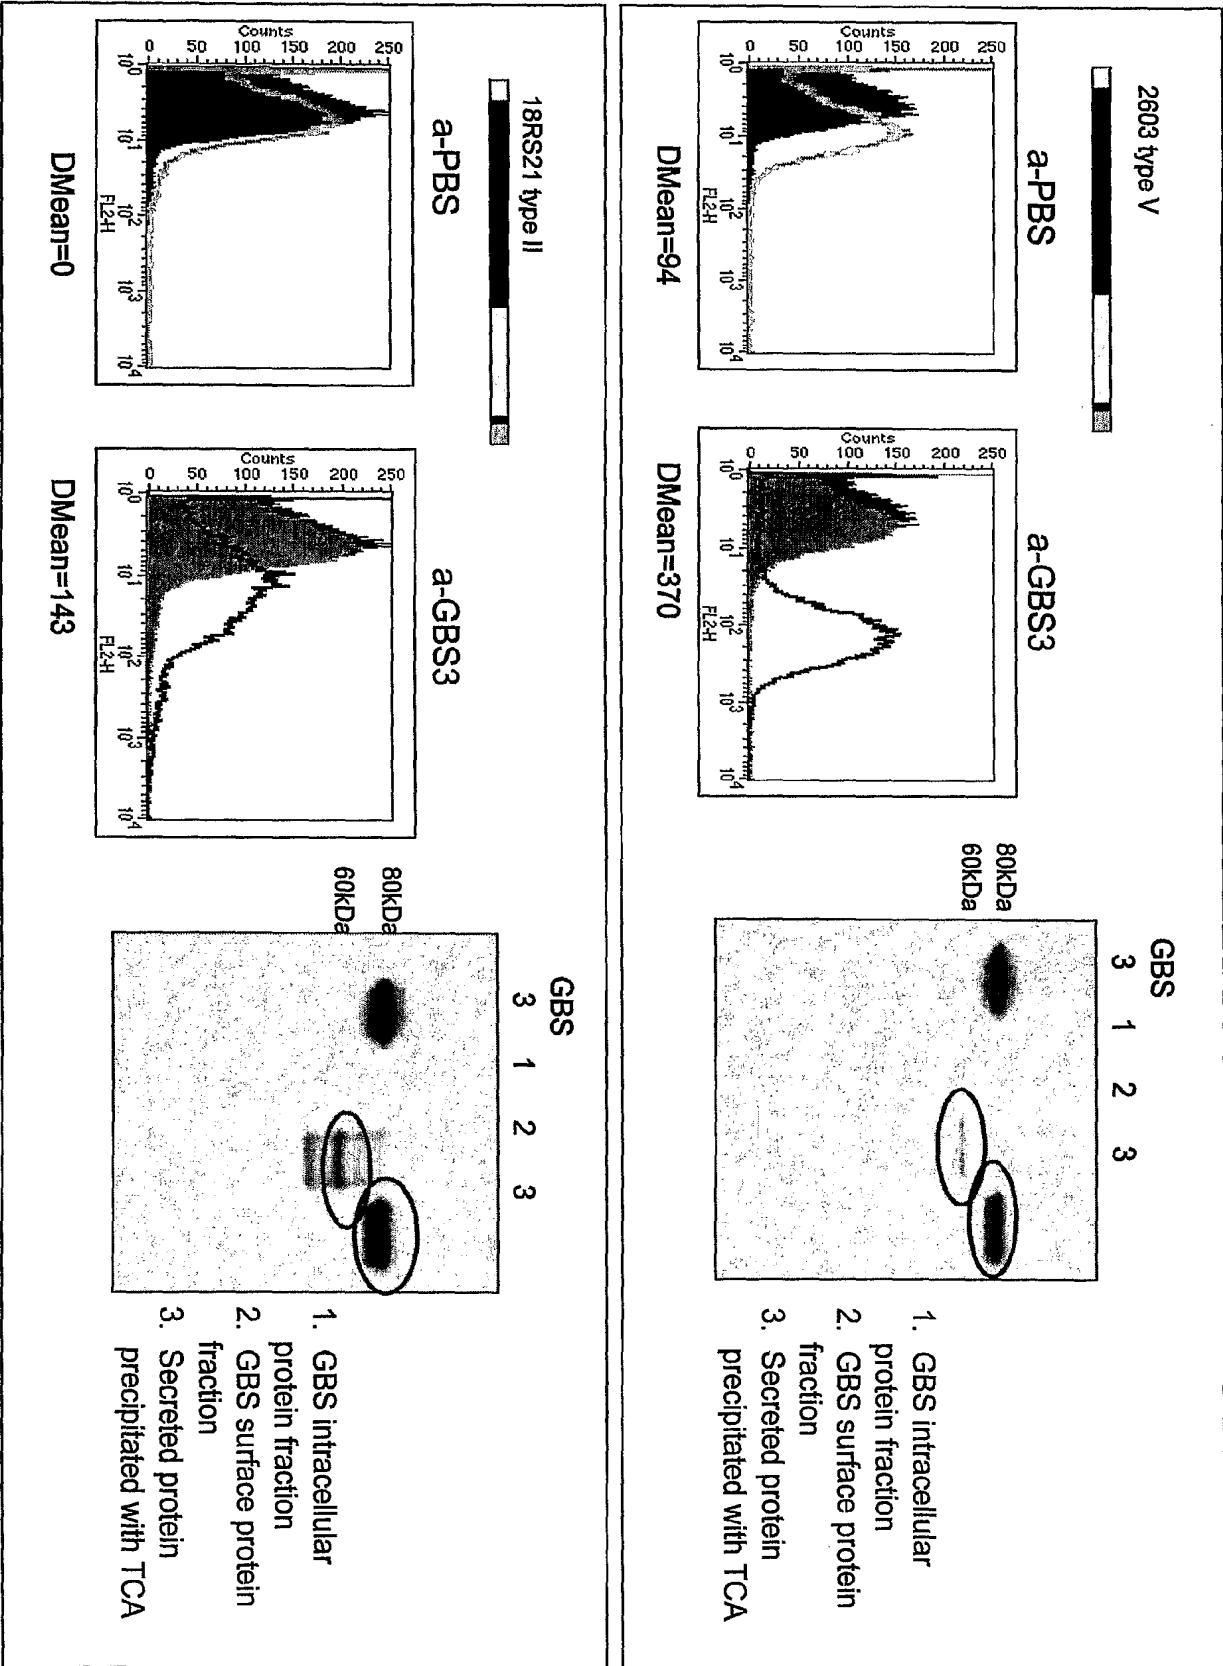 2603 type V
a-PBS
Counts
0 50 100 150 200 250
10^0 10^1 10^2 10^3 10^4
FL2-H
DMean=94
a-GBS3
Counts
0 50 100 150 200 250
10^0 10^1 10^2 10^3 10^4
FL2-H
DMean=370
GBS
3 1 2 3
80kDa
60kDa
1. GBS intracellular
protein fraction
2. GBS surface protein
fraction
3. Secreted protein
precipitated with TCA
18RS21 type II
a-PBS
Counts
0 50 100 150 200 250
10^0 10^1 10^2 10^3 10^4
FL2-H
DMean=0
a-GBS3
Counts
0 50 100 150 200 250
10^0 10^1 10^2 10^3 10^4
FL2-H
DMean=143
GBS
3 1 2 3
80kDa
60kDa
1. GBS intracellular
protein fraction
2. GBS surface protein
fraction
3. Secreted protein
precipitated with TCA